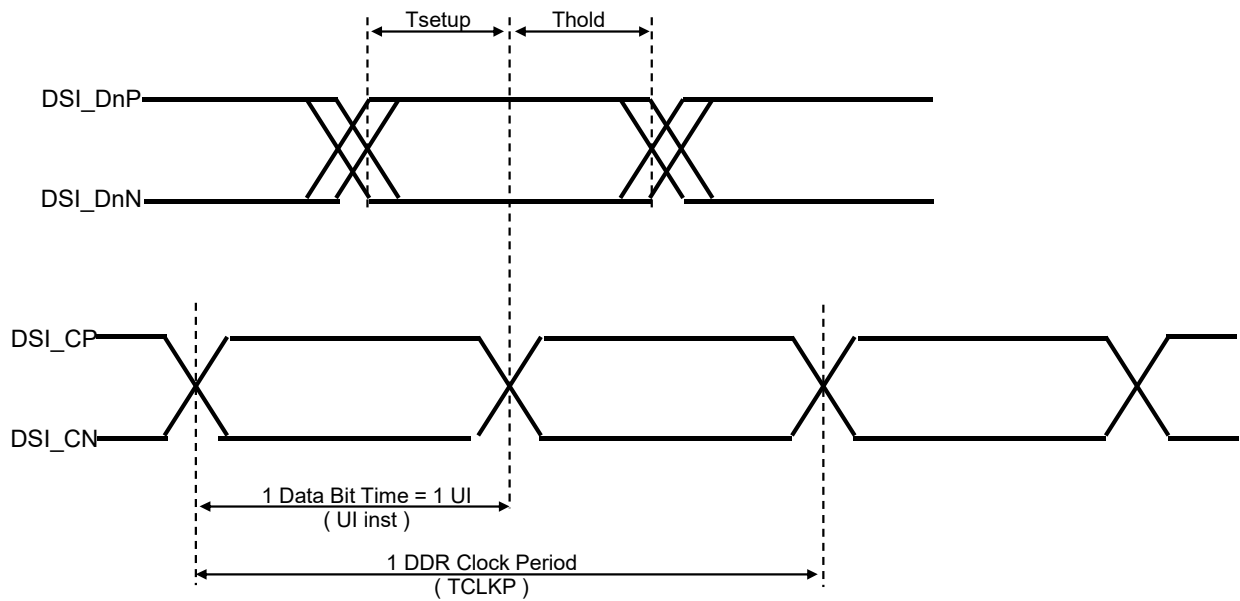 Tsetup
Thold
DSI_DnP
DSI_DnN
DSI_CP
DSI_CN
1 Data Bit Time = 1 UI
( UI inst )
1 DDR Clock Period
( TCLKP )